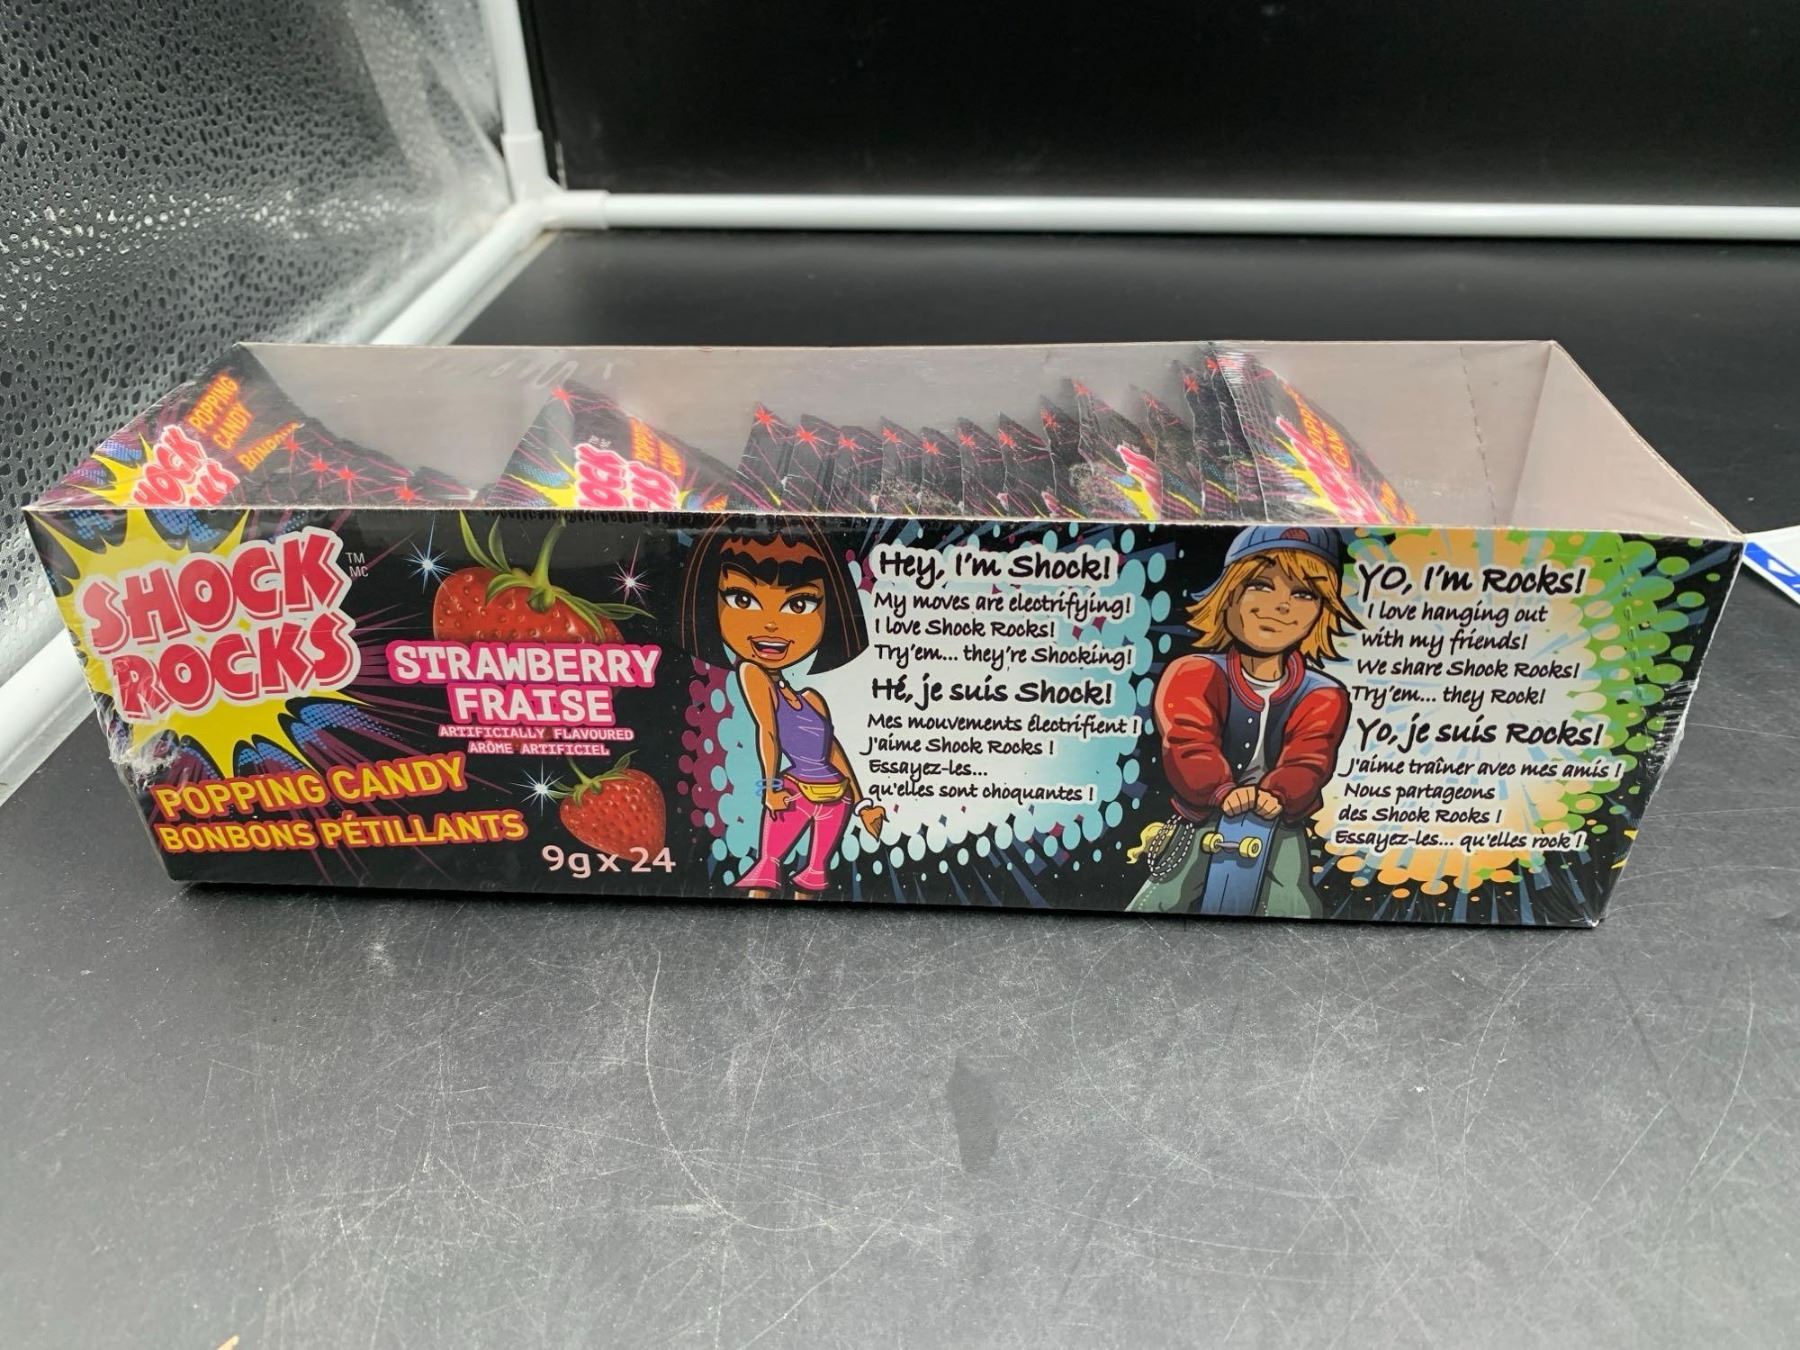 POPPING
CANDY
SHOCK
ROCKS
TM
MC
STRAWBERRY
FRAISE
ARTIFICIALLY FLAVOURED
ARÔME ARTIFICIEL
POPPING CANDY
BONBONS PÉTILLANTS
9g x 24
Hey, I'm Shock!
My moves are electrifying!
I love Shock Rocks!
Try'em... they're Shocking!
Hé, je suis Shock!
Mes mouvements électrifient !
J'aime Shock Rocks !
Essayez-les...
qu'elles sont choquantes !
YO, I'm Rocks!
I love hanging out
with my friends!
We share Shock Rocks!
Try'em... they Rock!
Yo, je suis Rocks!
J'aime traîner avec mes amis !
Nous partageons
des Shock Rocks !
Essayez-les... qu'elles rock !